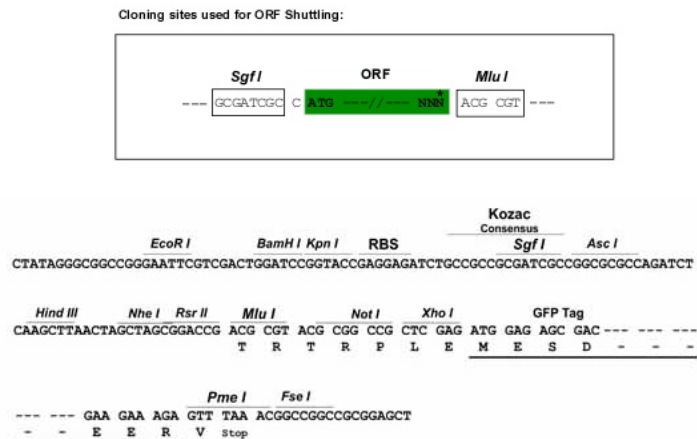 Cloning sites used for ORF Shuttling:
Sgf I ORF Mlu I
--- GCGATCGC C ATG ---//--- NNN* ACG CGT ---
Kozac
Consensus
EcoR I BamH I Kpn I RBS Sgf I Asc I
CTATAGGGCGGCCGGGAATTCGTCGACTGGATCCGGTACCGAGGAGATCTGCCGCCGCGATCGCCGGCGCGCCAGATCT
Hind III Nhe I Rsr II Mlu I Not I Xho I GFP Tag
CAAGCTTAACTAGCTAGCGGACCG ACG CGT ACG CGG CCG CTC GAG ATG GAG AGC GAC--- --- ---
T R T R P L E M E S D - - -
Pme I Fse I
--- --- GAA GAA AGA GTT TAA ACGGCCGGCCGCGGAGCT
- - E E R V Stop